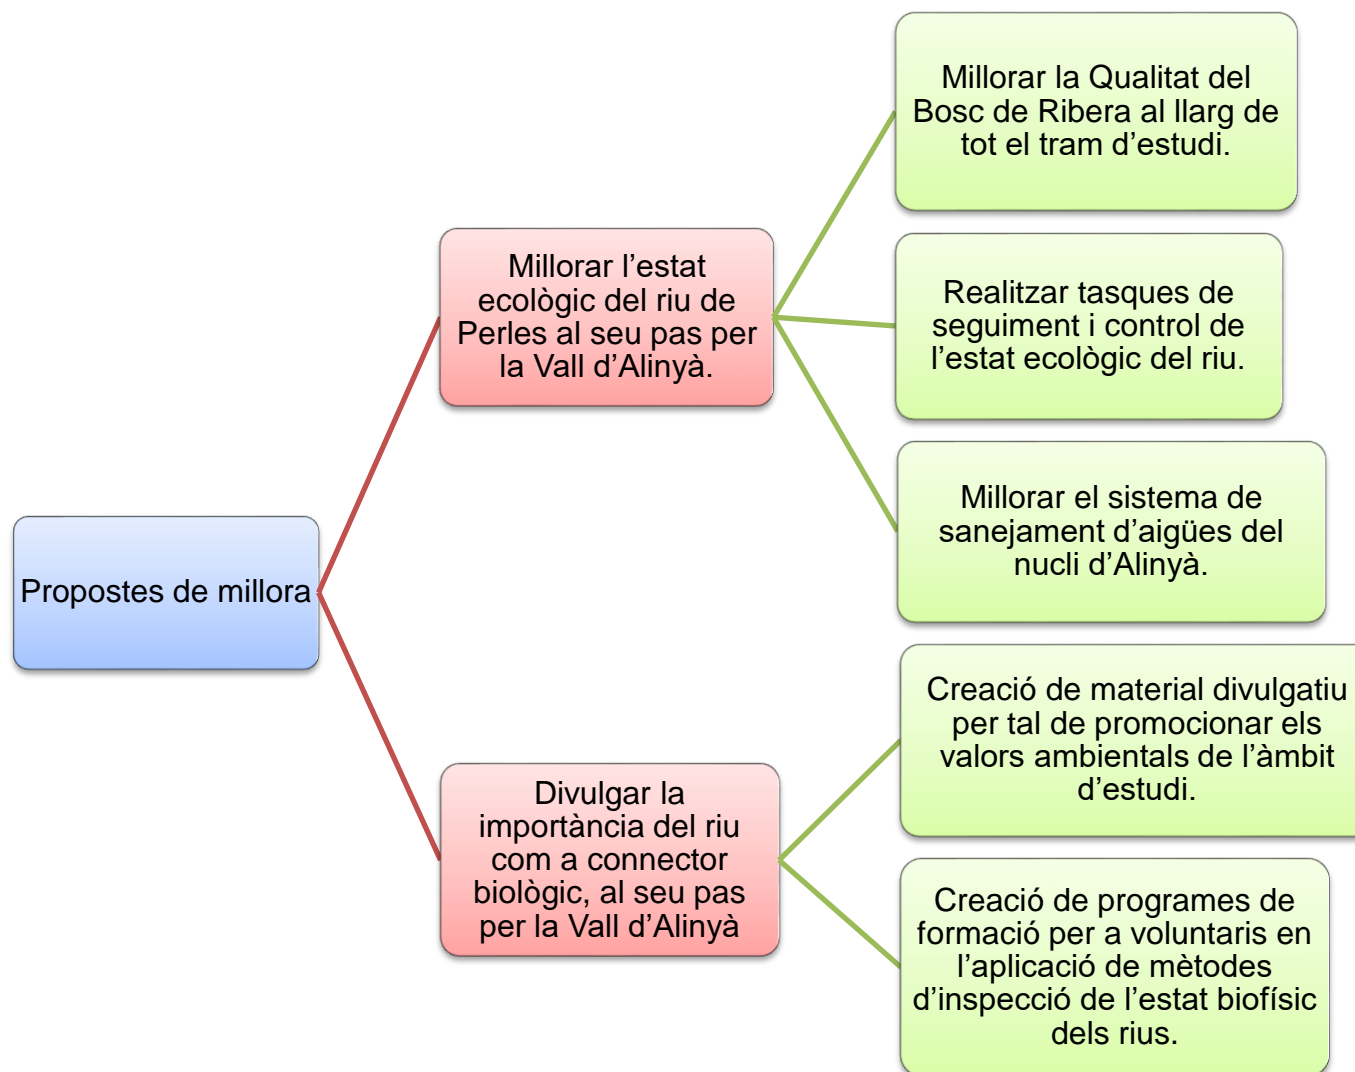 Propostes de millora
Millorar l’estat
ecològic del riu de
Perles al seu pas per
la Vall d’Alinyà.
Millorar la Qualitat del
Bosc de Ribera al llarg de
tot el tram d’estudi.
Realitzar tasques de
seguiment i control de
l’estat ecològic del riu.
Millorar el sistema de
sanejament d’aigües del
nucli d’Alinyà.
Divulgar la
importància del riu
com a connector
biològic, al seu pas
per la Vall d’Alinyà
Creació de material divulgatiu
per tal de promocionar els
valors ambientals de l’àmbit
d’estudi.
Creació de programes de
formació per a voluntaris en
l’aplicació de mètodes
d’inspecció de l’estat biofísic
dels rius.